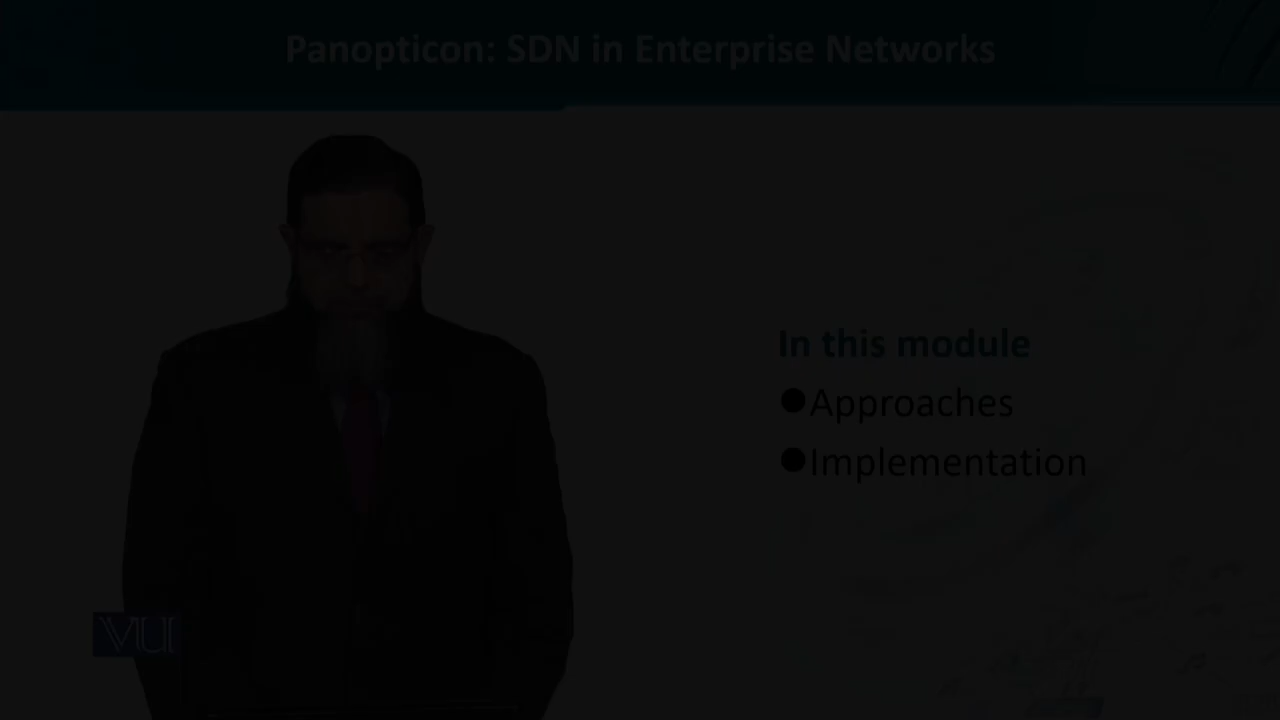 Panopticon: SDN in Enterprise Networks
In this module
●Approaches
●Implementation
VU